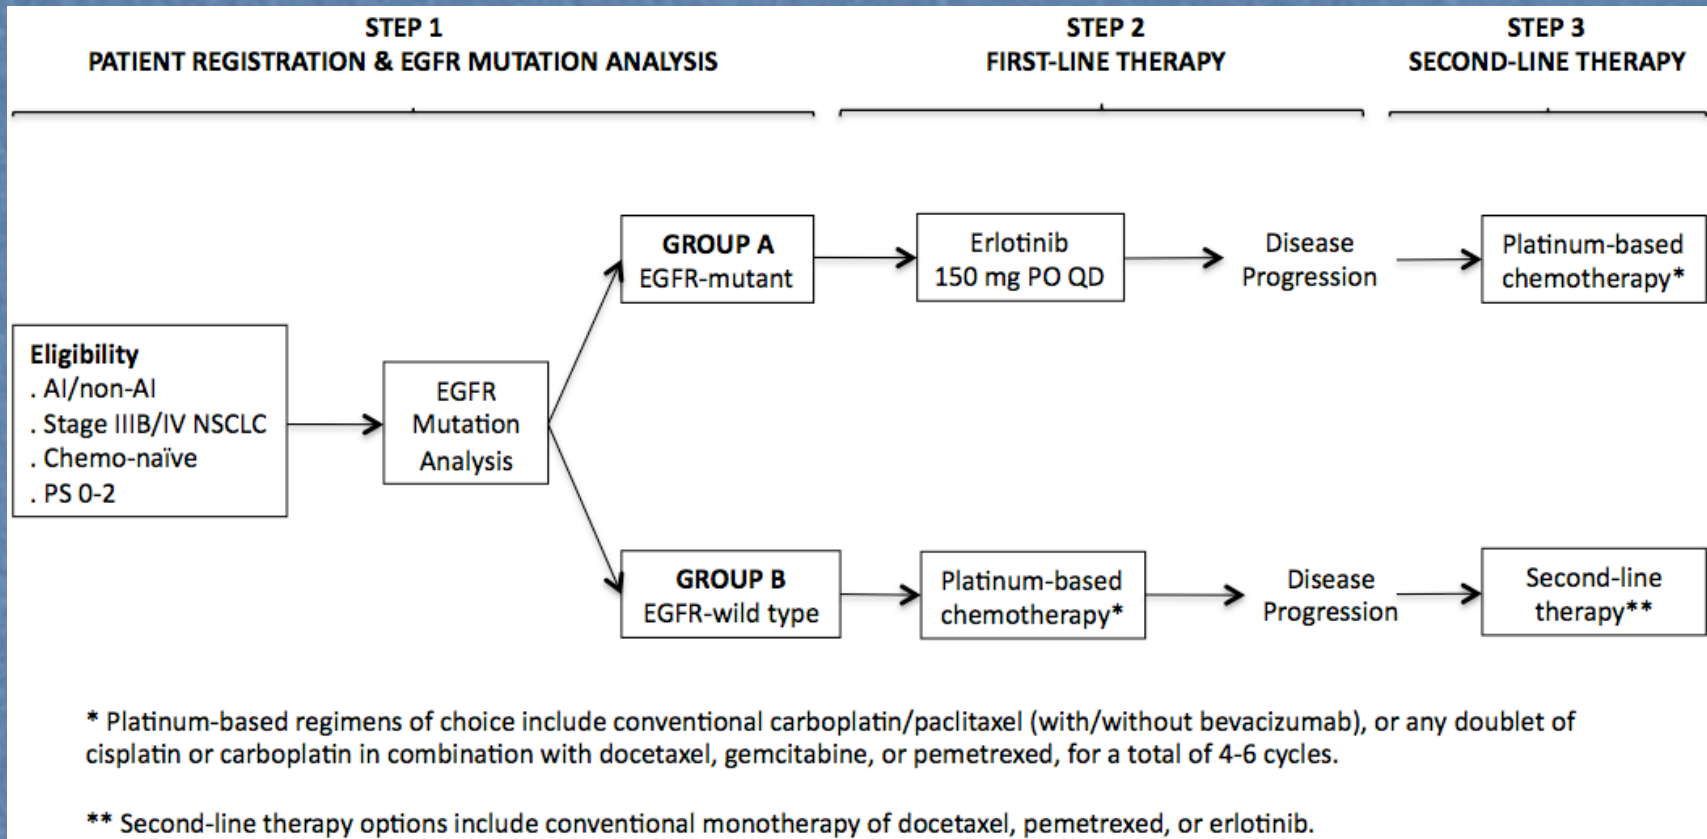 STEP 1
PATIENT REGISTRATION & EGFR MUTATION ANALYSIS
STEP 2
FIRST-LINE THERAPY
STEP 3
SECOND-LINE THERAPY
Eligibility
. AI/non-AI
. Stage IIIB/IV NSCLC
. Chemo-naïve
. PS 0-2
EGFR
Mutation
Analysis
GROUP A
EGFR-mutant
Erlotinib
150 mg PO QD
Disease
Progression
Platinum-based
chemotherapy*
GROUP B
EGFR-wild type
Platinum-based
chemotherapy*
Disease
Progression
Second-line
therapy**
* Platinum-based regimens of choice include conventional carboplatin/paclitaxel (with/without bevacizumab), or any doublet of
cisplatin or carboplatin in combination with docetaxel, gemcitabine, or pemetrexed, for a total of 4-6 cycles.
** Second-line therapy options include conventional monotherapy of docetaxel, pemetrexed, or erlotinib.